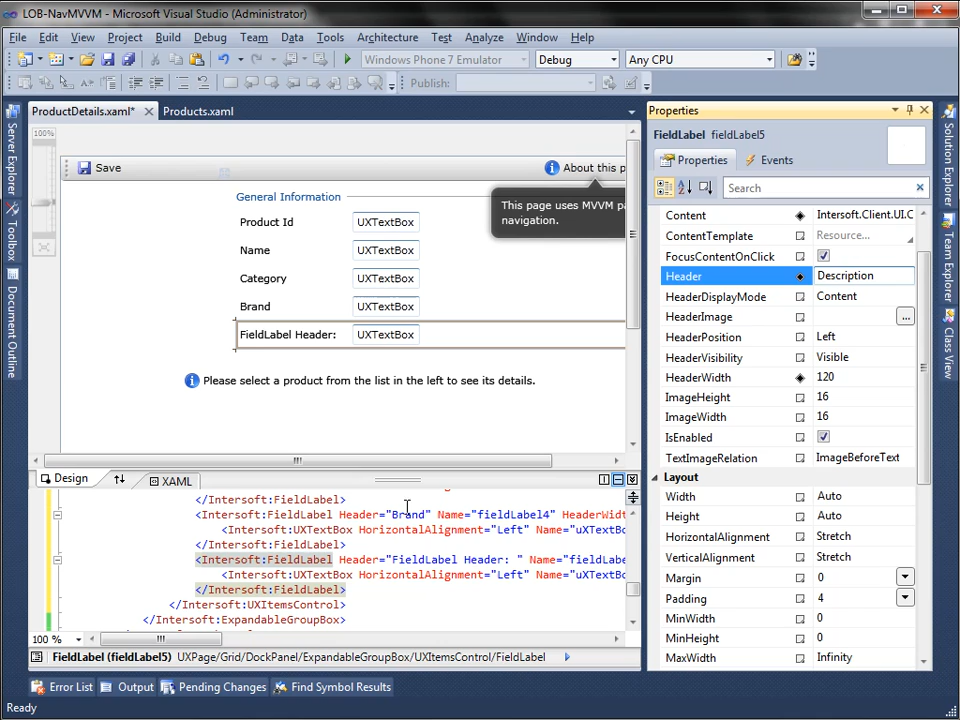 LOB-NavMVVM - Microsoft Visual Studio (Administrator)
File Edit View Project Build Debug Team Data Tools Architecture Test Analyze Window Help
Windows Phone 7 Emulator Debug Any CPU
Publish:
Server Explorer
Toolbox
Document Outline
ProductDetails.xaml* Products.xaml
100%
Save About this p
This page uses MVVM pa
navigation.
General Information
Product Id UXTextBox
Name UXTextBox
Category UXTextBox
Brand UXTextBox
FieldLabel Header: UXTextBox
Please select a product from the list in the left to see its details.
Design XAML
</Intersoft:FieldLabel>
<Intersoft:FieldLabel Header="Brand" Name="fieldLabel4" HeaderWidt
<Intersoft:UXTextBox HorizontalAlignment="Left" Name="uXTextBo
</Intersoft:FieldLabel>
<Intersoft:FieldLabel Header="FieldLabel Header: " Name="fieldLabe
<Intersoft:UXTextBox HorizontalAlignment="Left" Name="uXTextBo
</Intersoft:FieldLabel>
</Intersoft:UXItemsControl>
</Intersoft:ExpandableGroupBox>
100 %
FieldLabel (fieldLabel5) UXPage/Grid/DockPanel/ExpandableGroupBox/UXItemsControl/FieldLabel
Properties
FieldLabel fieldLabel5
Properties Events
Search
Content Intersoft.Client.UI.C
ContentTemplate Resource...
FocusContentOnClick
Header Description
HeaderDisplayMode Content
HeaderImage ...
HeaderPosition Left
HeaderVisibility Visible
HeaderWidth 120
ImageHeight 16
ImageWidth 16
IsEnabled
TextImageRelation ImageBeforeText
Layout
Width Auto
Height Auto
HorizontalAlignment Stretch
VerticalAlignment Stretch
Margin 0
Padding 4
MinWidth 0
MinHeight 0
MaxWidth Infinity
Solution Explorer
Team Explorer
Class View
Error List Output Pending Changes Find Symbol Results
Ready